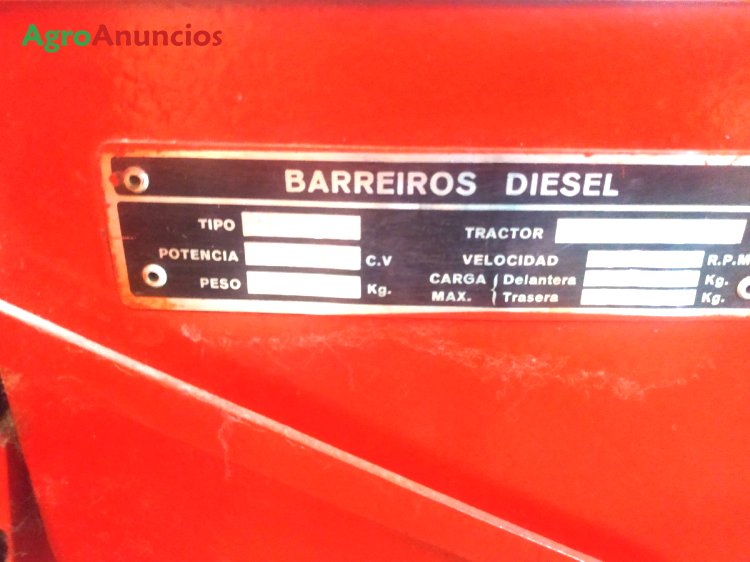 AgroAnuncios
BARREIROS DIESEL
TIPO
TRACTOR
POTENCIA C.V
VELOCIDAD R.P.M
PESO Kg.
CARGA MAX.
Delantera Kg.
Trasera Kg.